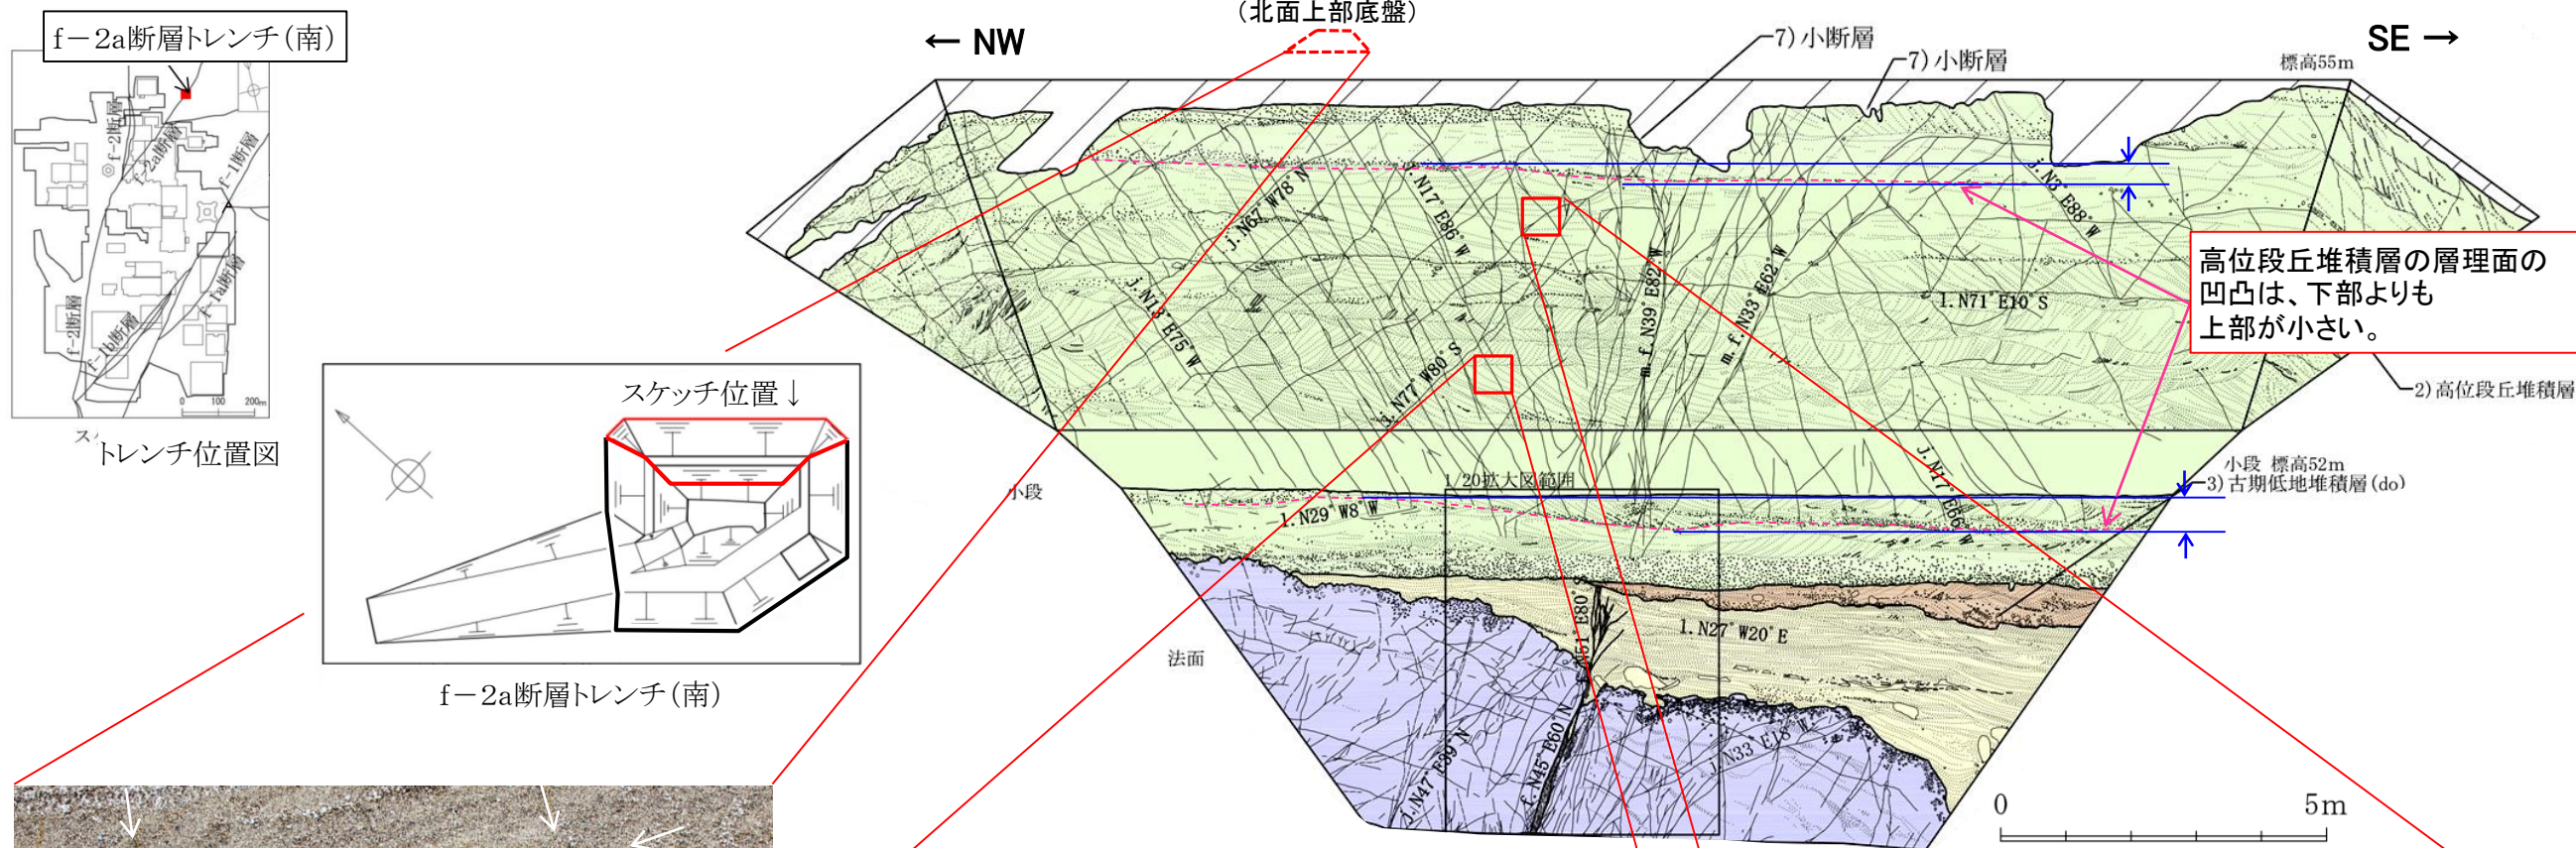 f-2a断層トレンチ(南)
f-2断層
f-2a断層
f-1断層
f-2断層
f-1b断層
f-1a断層
0 100 200m
トレンチ位置図
スケッチ位置↓
f-2a断層トレンチ(南)
(北面上部底盤)
← NW
SE →
7)小断層
7)小断層
標高55m
j.N67°W78°N
j.N17°E86°W
j.N3°E88°W
j.N13°E75°W
m.f.N39°E82°W
m.f.N33°E62°W
l.N71°E10°S
j.N77°W80°S
高位段丘堆積層の層理面の
凹凸は、下部よりも
上部が小さい。
2)高位段丘堆積層
小段
1/20拡大図範囲
j.N17°E66°W
小段 標高52m
3)古期低地堆積層(do)
l.N29°W8°W
法面
l.N27°W20°E
f.N45°E60°N
j.N33°E18°W
0 5m